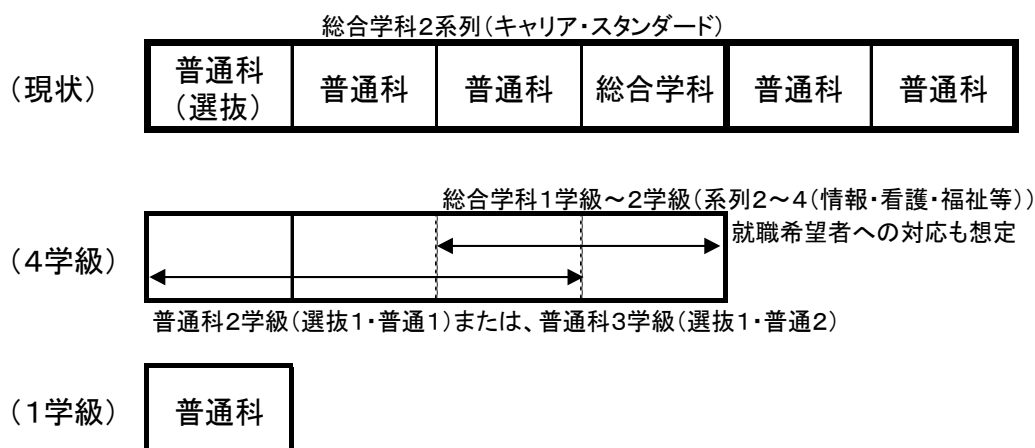 総合学科2系列(キャリア・スタンダード)
(現状) 普通科(選抜) 普通科 普通科 総合学科 普通科 普通科
総合学科1学級~2学級(系列2~4(情報・看護・福祉等))
就職希望者への対応も想定
(4学級)
普通科2学級(選抜1・普通1)または、普通科3学級(選抜1・普通2)
(1学級) 普通科